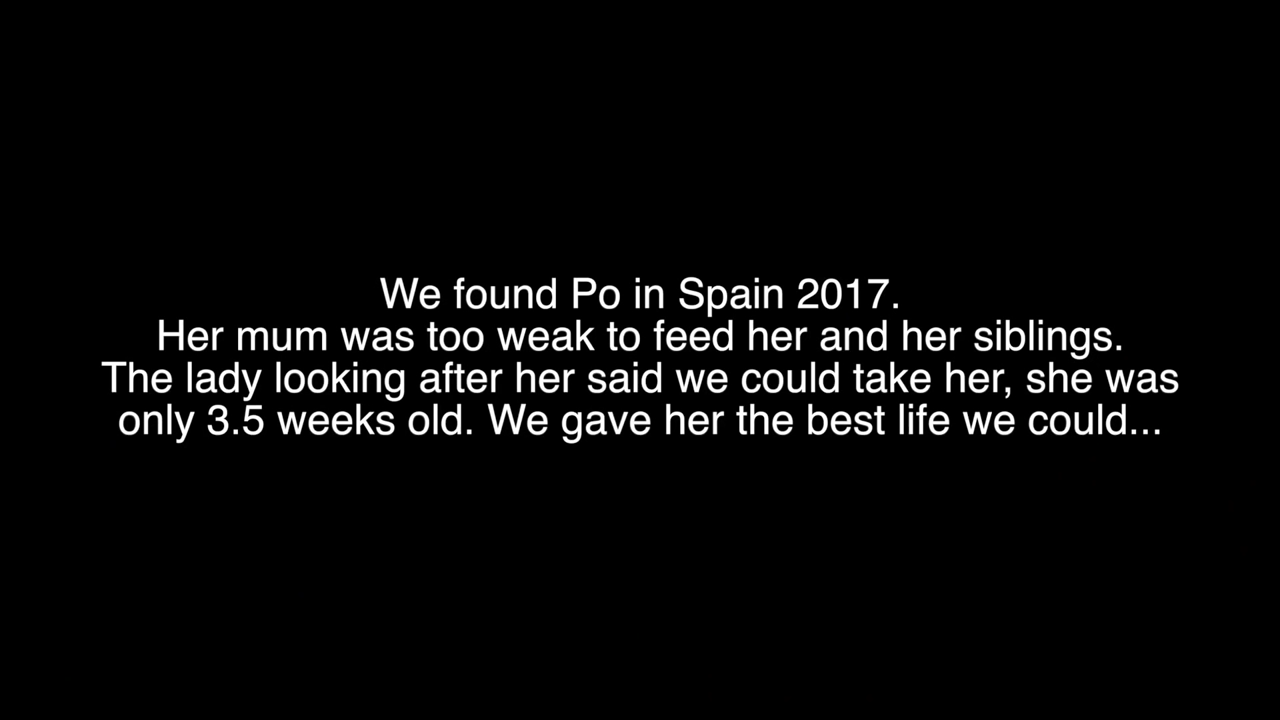 We found Po in Spain 2017.
Her mum was too weak to feed her and her siblings.
The lady looking after her said we could take her, she was
only 3.5 weeks old. We gave her the best life we could...